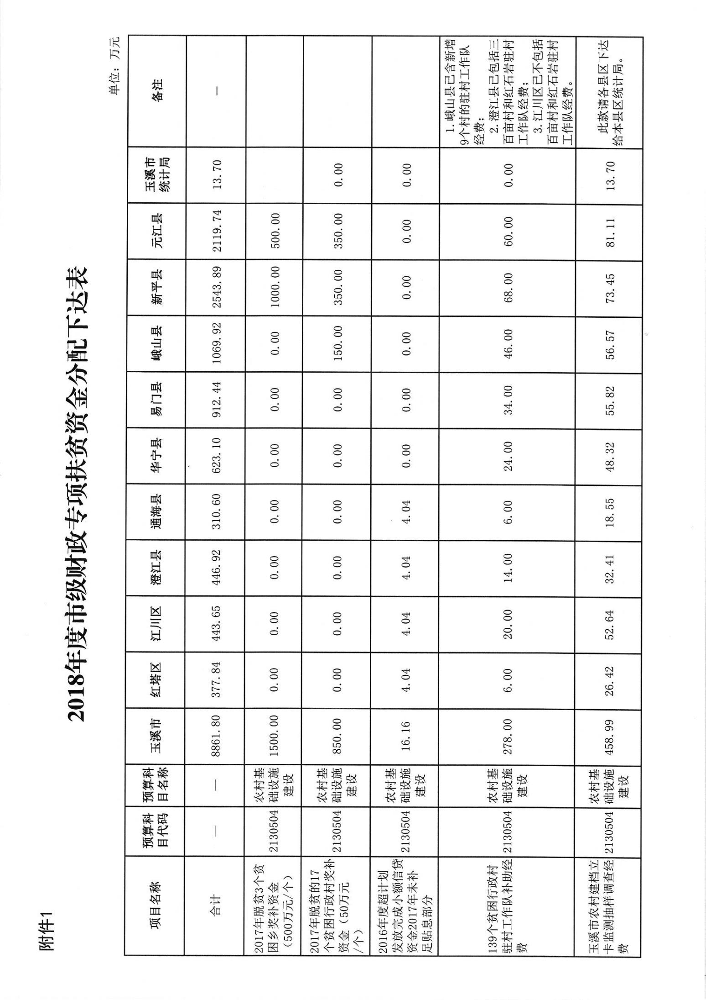 附件1
2018年度市级财政专项扶贫资金分配下达表
单位：万元
项目名称
预算科
目代码
预算科
目名称
玉溪市
红塔区
江川区
澄江县
通海县
华宁县
易门县
峨山县
新平县
元江县
玉溪市
统计局
备注
合计
—
—
8861.80
377.84
443.65
446.92
310.60
623.10
912.44
1069.92
2543.89
2119.74
13.70
—
2017年脱贫3个贫
困乡奖补资金
（500万元/个）
2130504
农村基
础设施
建设
1500.00
0.00
0.00
0.00
0.00
0.00
0.00
0.00
1000.00
500.00
2017年脱贫的17
个贫困行政村奖补
资金（50万元
/个）
2130504
农村基
础设施
建设
850.00
0.00
0.00
0.00
0.00
0.00
0.00
150.00
350.00
350.00
0.00
2016年度超计划
发放完成小额信贷
资金2017年未补
足贴息部分
2130504
农村基
础设施
建设
16.16
4.04
4.04
4.04
4.04
0.00
0.00
0.00
0.00
0.00
0.00
139个贫困行政村
驻村工作队补助经
费
2130504
农村基
础设施
建设
278.00
6.00
20.00
14.00
6.00
24.00
34.00
46.00
68.00
60.00
0.00
1.峨山县已含新增
9个村的驻村工作队
经费；
2.澄江县已包括三
百亩村和红石岩驻村
工作队经费；
3.江川区已不包括
百亩村和红石岩驻村
工作队经费。
玉溪市农村建档立
卡监测抽样调查经
费
2130504
农村基
础设施
建设
458.99
26.42
52.64
32.41
18.55
48.32
55.82
56.57
73.45
81.11
13.70
此款请各县区下达
给本县区统计局。